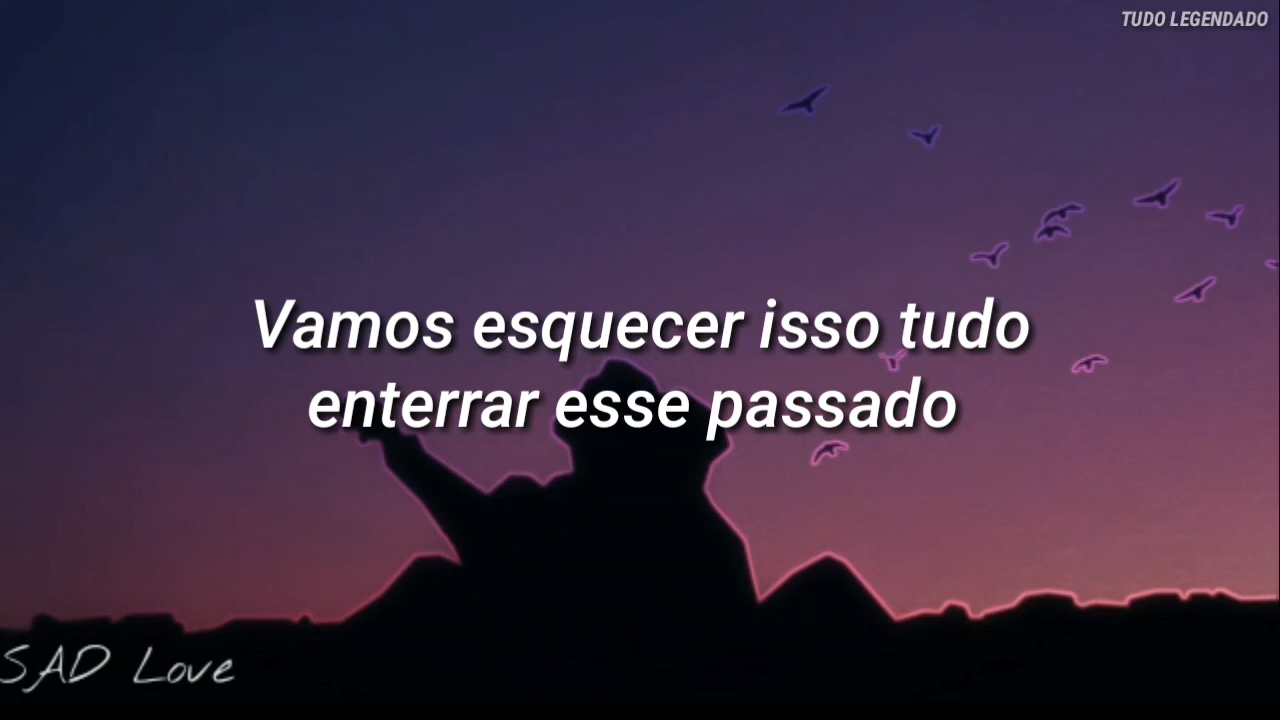 TUDO LEGENDADO
Vamos esquecer isso tudo
enterrar esse passado
SAD Love